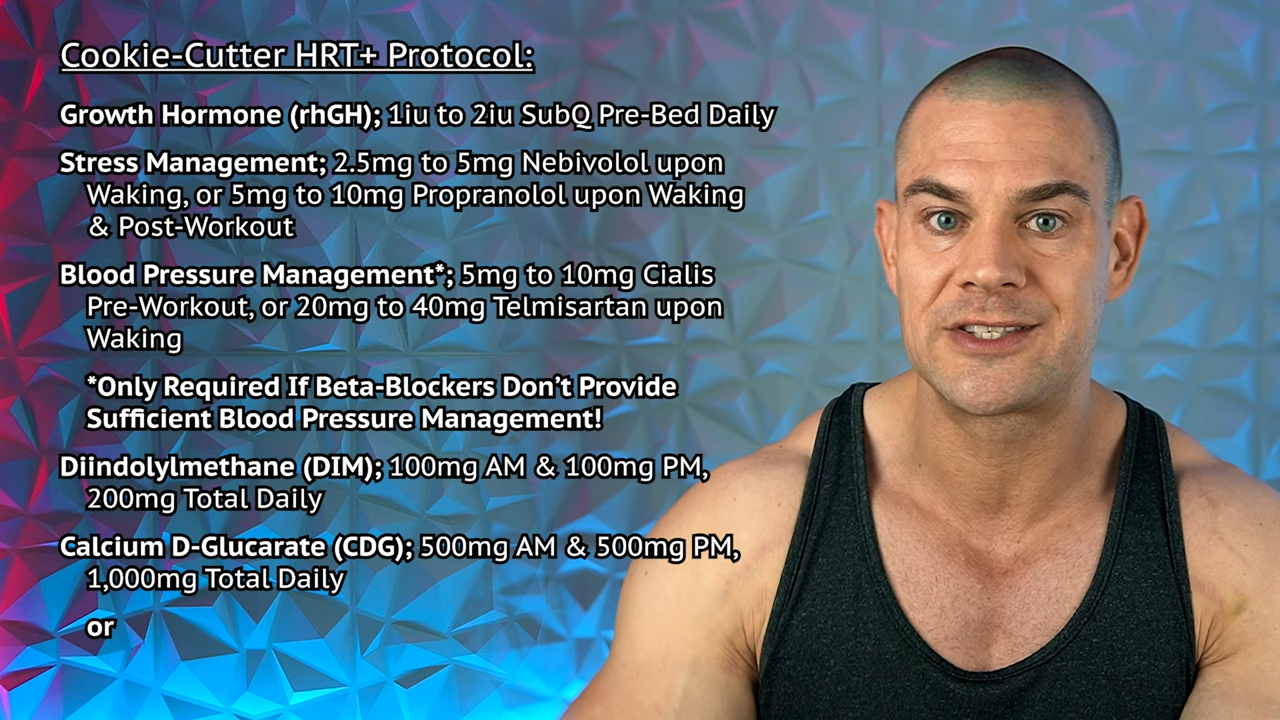 Cookie-Cutter HRT+ Protocol:
Growth Hormone (rhGH); 1iu to 2iu SubQ Pre-Bed Daily
Stress Management; 2.5mg to 5mg Nebivolol upon
Waking, or 5mg to 10mg Propranolol upon Waking
& Post-Workout
Blood Pressure Management*; 5mg to 10mg Cialis
Pre-Workout, or 20mg to 40mg Telmisartan upon
Waking
*Only Required If Beta-Blockers Don't Provide
Sufficient Blood Pressure Management!
Diindolylmethane (DIM); 100mg AM & 100mg PM,
200mg Total Daily
Calcium D-Glucarate (CDG); 500mg AM & 500mg PM,
1,000mg Total Daily
or